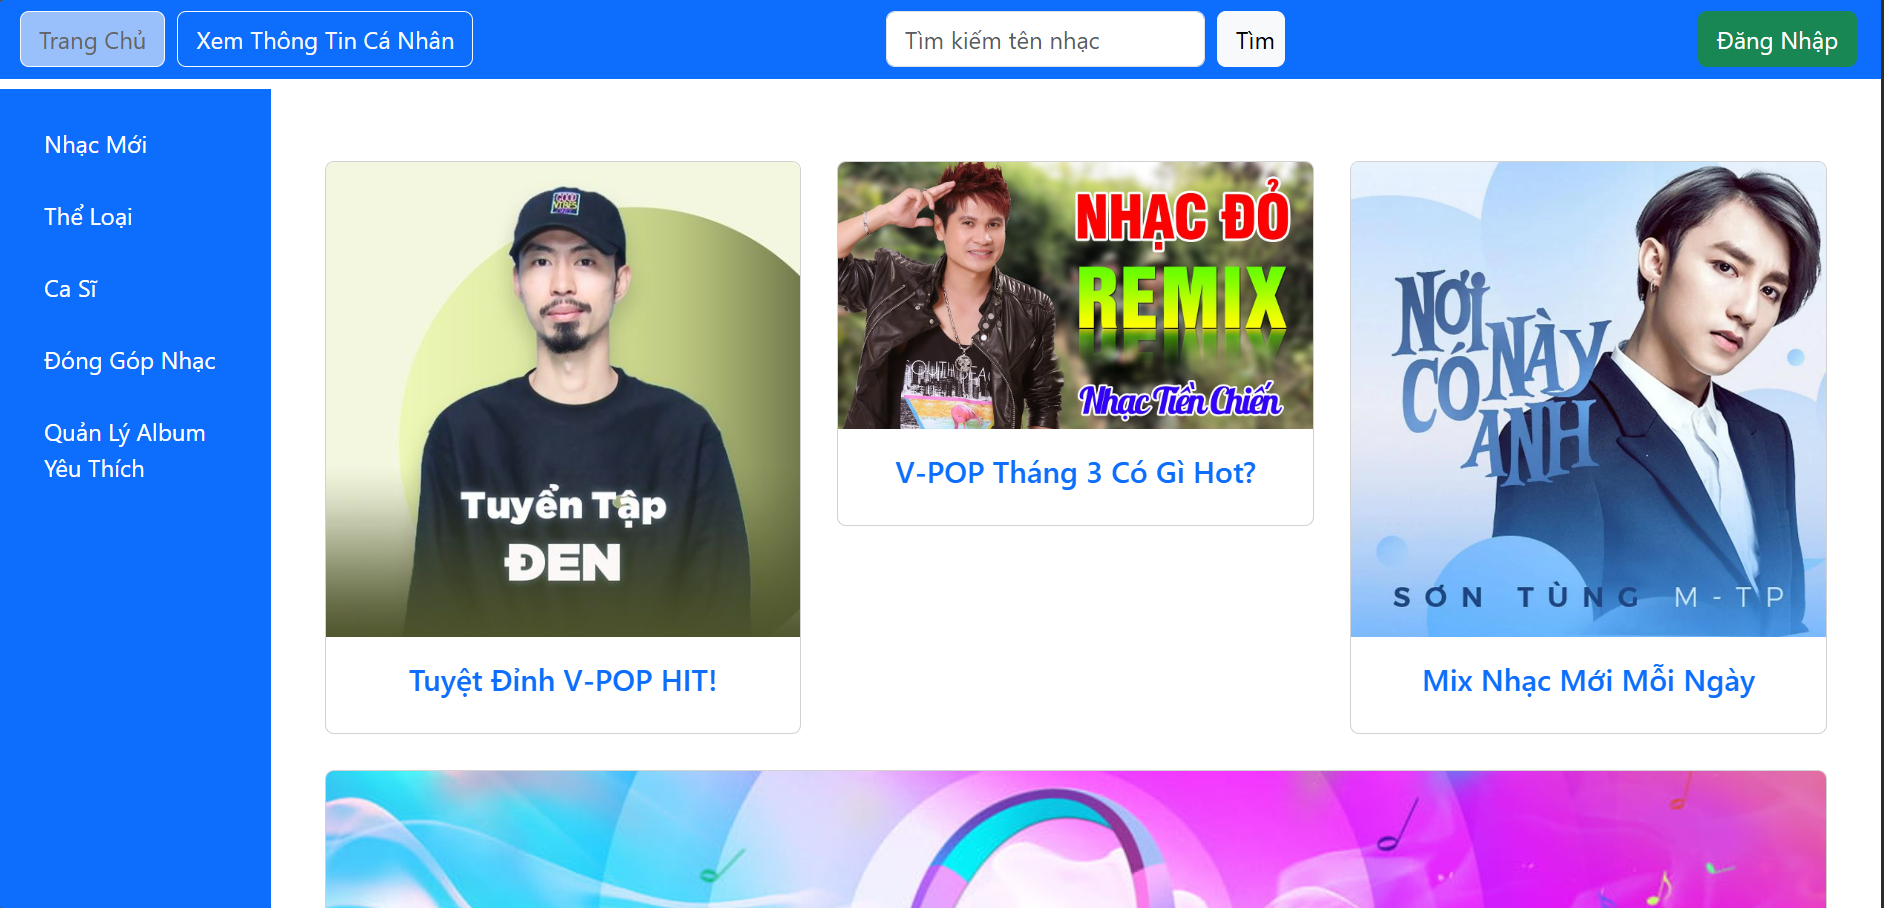 Trang Chủ
Xem Thông Tin Cá Nhân
Tìm kiếm tên nhạc
Tìm
Đăng Nhập
Nhạc Mới
Thể Loại
Ca Sĩ
Đóng Góp Nhạc
Quản Lý Album
Yêu Thích
GOOD
VIBES
Tuyển Tập
ĐEN
Tuyệt Đỉnh V-POP HIT!
NHẠC ĐỎ
REMIX
Nhạc Tiền Chiến
V-POP Tháng 3 Có Gì Hot?
NƠI
NÀY
CÓ
ANH
SƠN TÙNG M-TP
Mix Nhạc Mới Mỗi Ngày